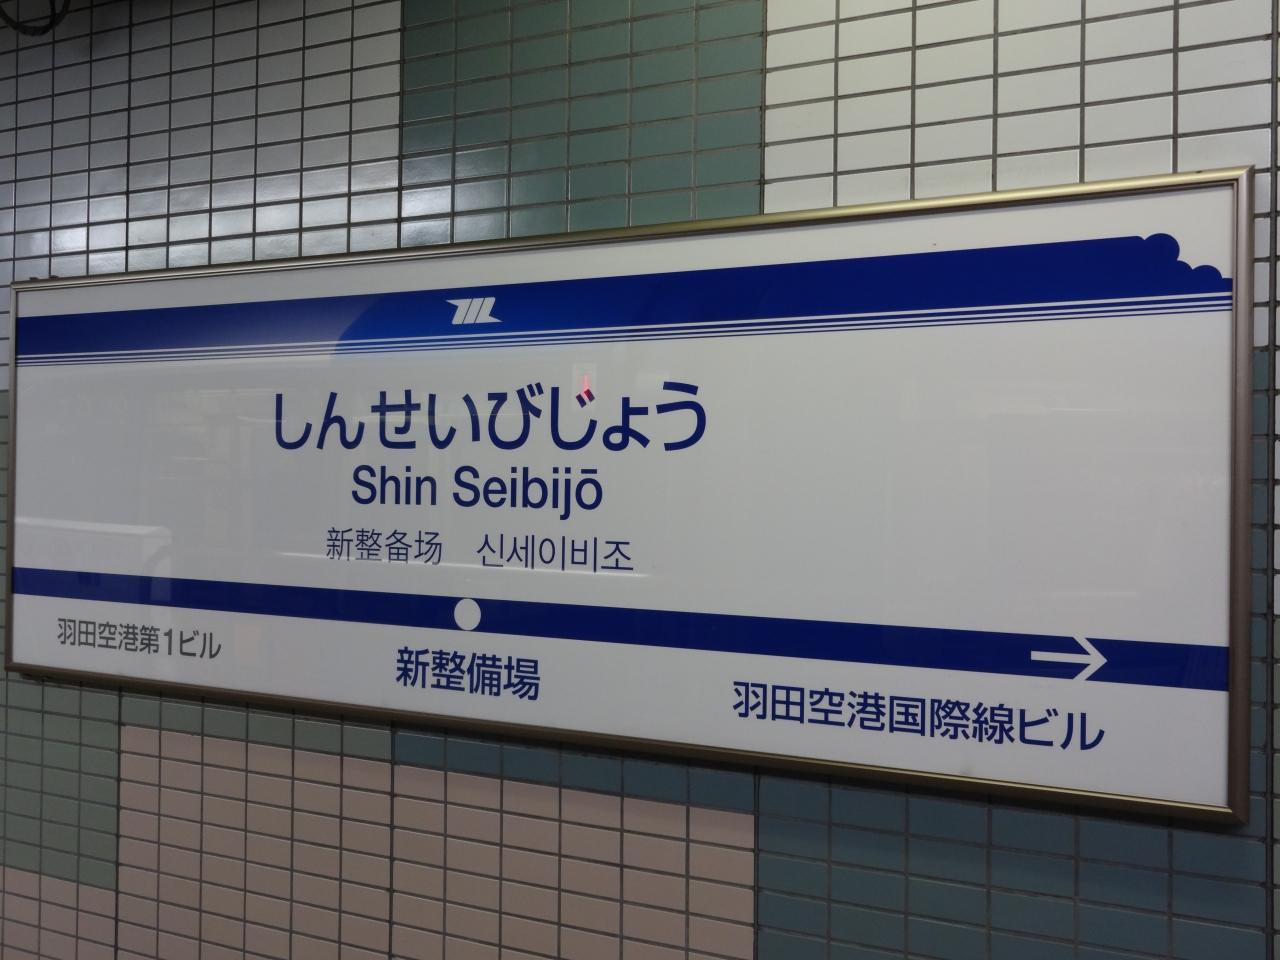 しんせいびじょう
Shin Seibijō
新整备场 신세이비조
羽田空港第1ビル
新整備場
羽田空港国際線ビル